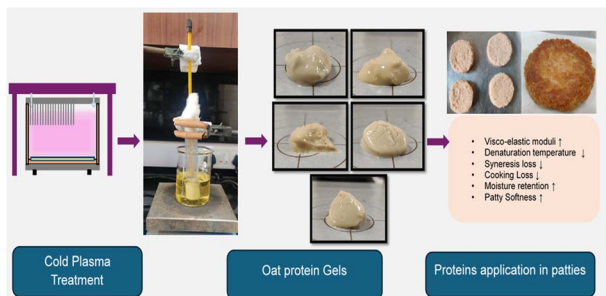 • Visco-elastic moduli ↑
• Denaturation temperature ↓
• Syneresis loss ↓
• Cooking Loss ↓
• Moisture retention ↑
• Patty Softness ↑
Cold Plasma
Treatment
Oat protein Gels
Proteins application in patties